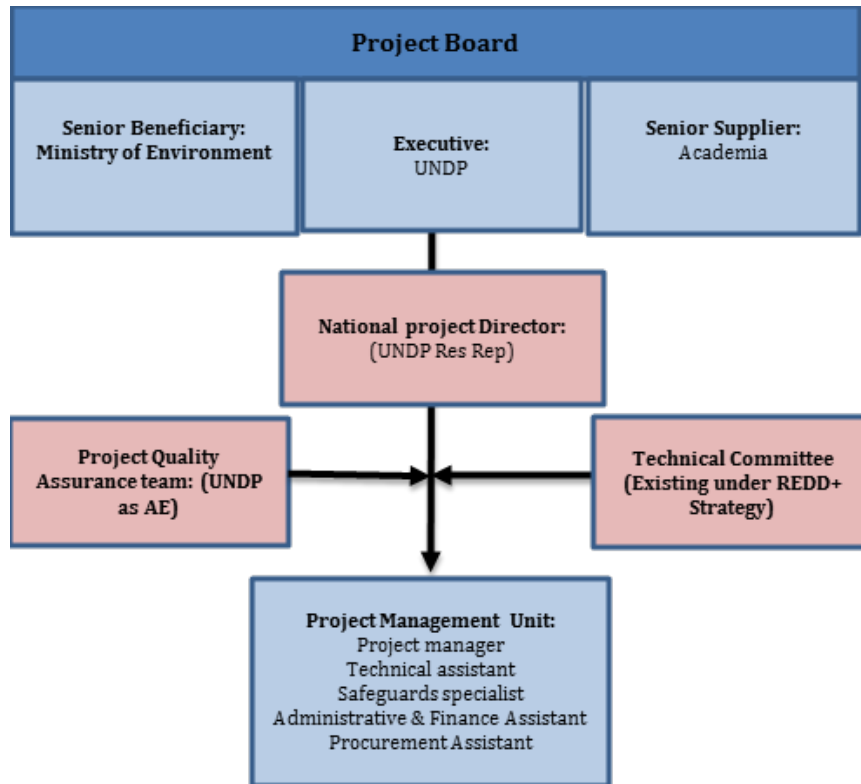 Project Board
Senior Beneficiary:
Ministry of Environment
Executive:
UNDP
Senior Supplier:
Academia
National project Director:
(UNDP Res Rep)
Project Quality
Assurance team: (UNDP
as AE)
Technical Committee
(Existing under REDD+
Strategy)
Project Management Unit:
Project manager
Technical assistant
Safeguards specialist
Administrative & Finance Assistant
Procurement Assistant